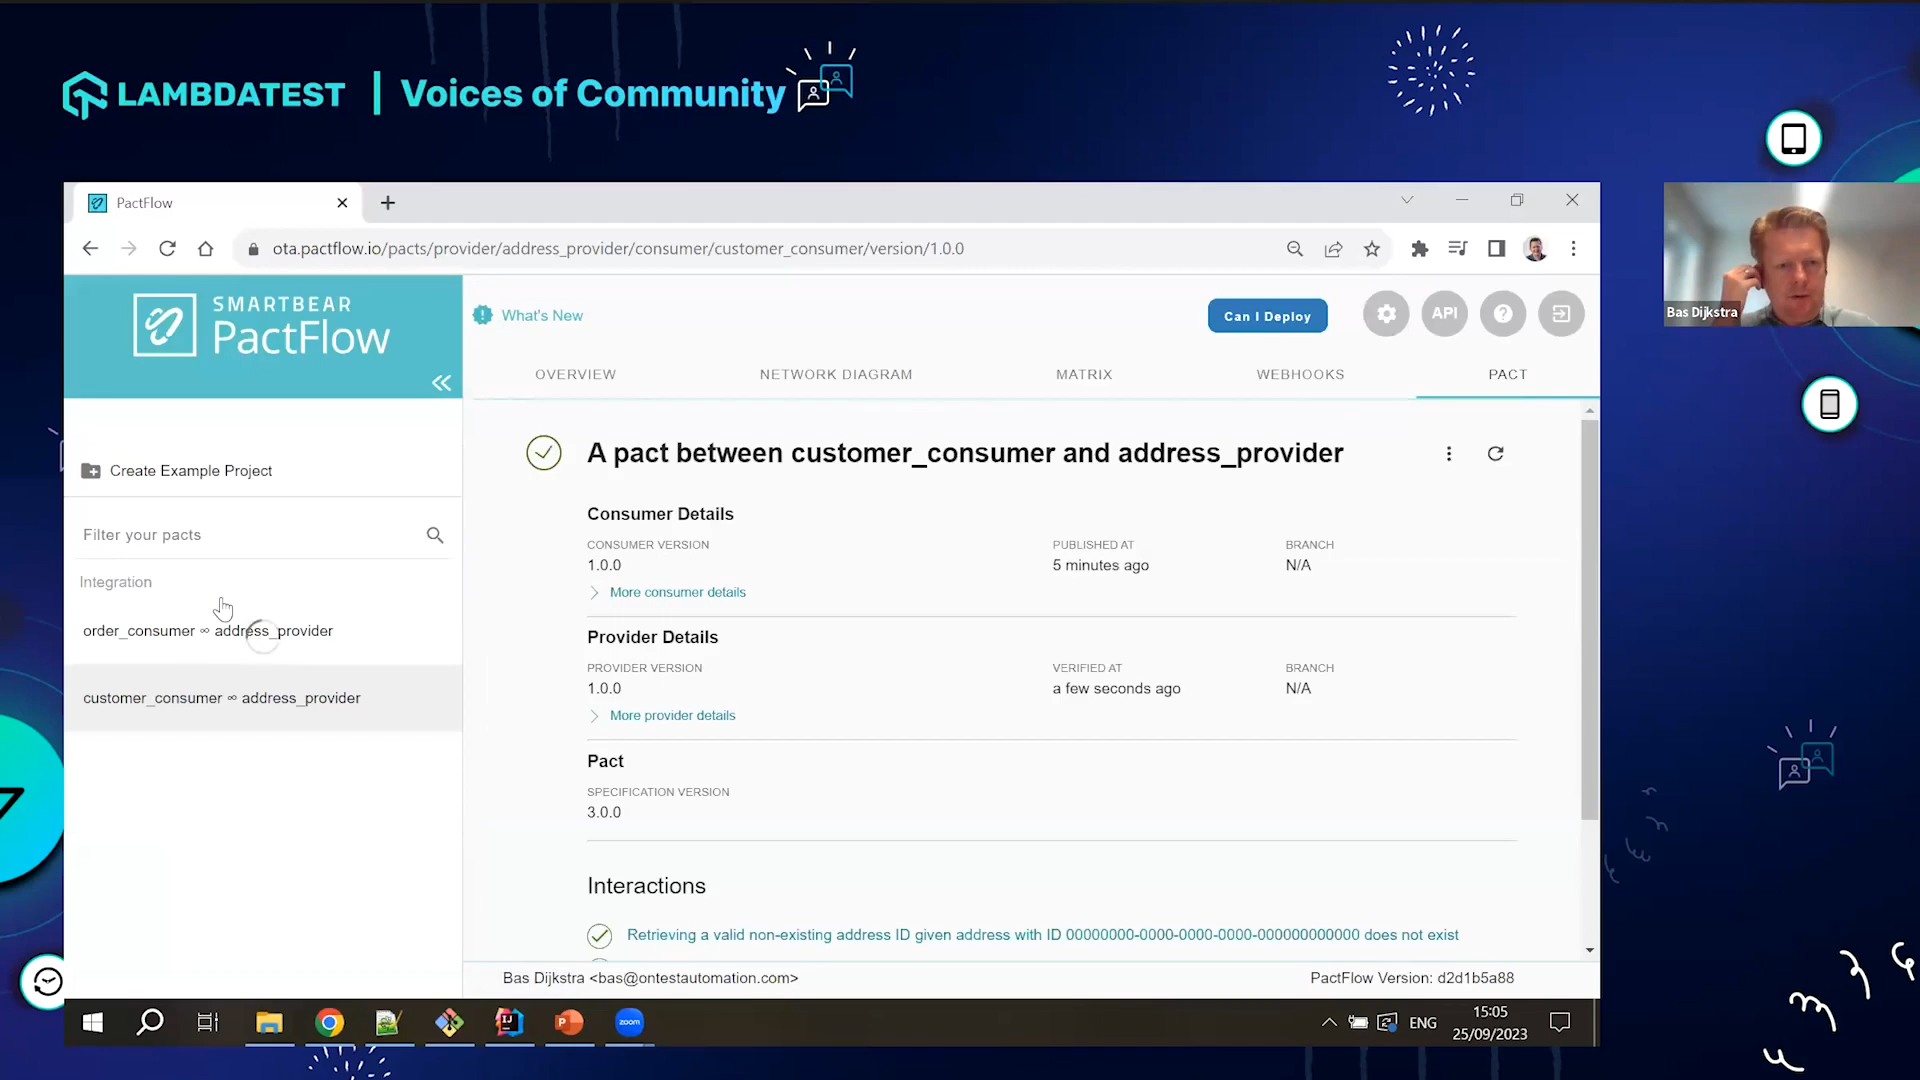 LAMBDATEST | Voices of Community
PactFlow
ota.pactflow.io/pacts/provider/address_provider/consumer/customer_consumer/version/1.0.0
Bas Dijkstra
SMARTBEAR
PactFlow
What's New
Can I Deploy
API
OVERVIEW
NETWORK DIAGRAM
MATRIX
WEBHOOKS
PACT
Create Example Project
Filter your pacts
Integration
order_consumer ∞ address_provider
customer_consumer ∞ address_provider
A pact between customer_consumer and address_provider
Consumer Details
CONSUMER VERSION
PUBLISHED AT
BRANCH
1.0.0
5 minutes ago
N/A
More consumer details
Provider Details
PROVIDER VERSION
VERIFIED AT
BRANCH
1.0.0
a few seconds ago
N/A
More provider details
Pact
SPECIFICATION VERSION
3.0.0
Interactions
Retrieving a valid non-existing address ID given address with ID 00000000-0000-0000-0000-000000000000 does not exist
Bas Dijkstra <bas@ontestautomation.com>
PactFlow Version: d2d1b5a88
zoom
ENG
15:05
25/09/2023